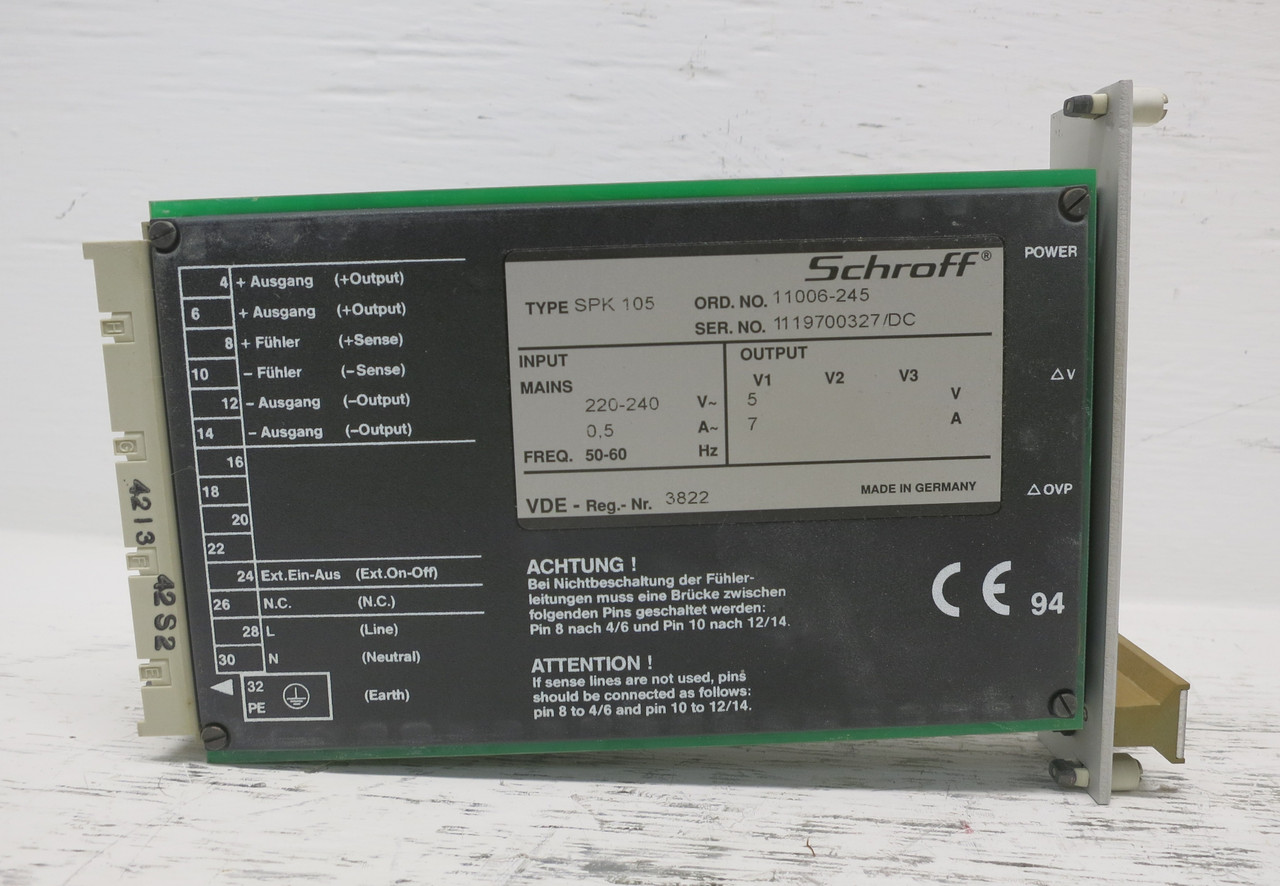 4 + Ausgang (+Output)
6 + Ausgang (+Output)
8 + Fühler (+Sense)
10 – Fühler (–Sense)
12 – Ausgang (–Output)
14 – Ausgang (–Output)
16
18
20
22
24 Ext.Ein-Aus (Ext.On-Off)
26 N.C. (N.C.)
28 L (Line)
30 N (Neutral)
32 (Earth)
PE
Schroff®
TYPE SPK 105 ORD. NO. 11006-245
SER. NO. 1119700327/DC
INPUT
MAINS
220-240 V~
0,5 A~
FREQ. 50-60 Hz
OUTPUT
V1 V2 V3
5 V
7 A
VDE - Reg.- Nr. 3822 MADE IN GERMANY
ACHTUNG !
Bei Nichtbeschaltung der Fühler-
leitungen muss eine Brücke zwischen
folgenden Pins geschaltet werden:
Pin 8 nach 4/6 und Pin 10 nach 12/14.
ATTENTION !
If sense lines are not used, pins
should be connected as follows:
pin 8 to 4/6 and pin 10 to 12/14.
POWER
△V
△OVP
CE 94
H
G
4213
E
42S2